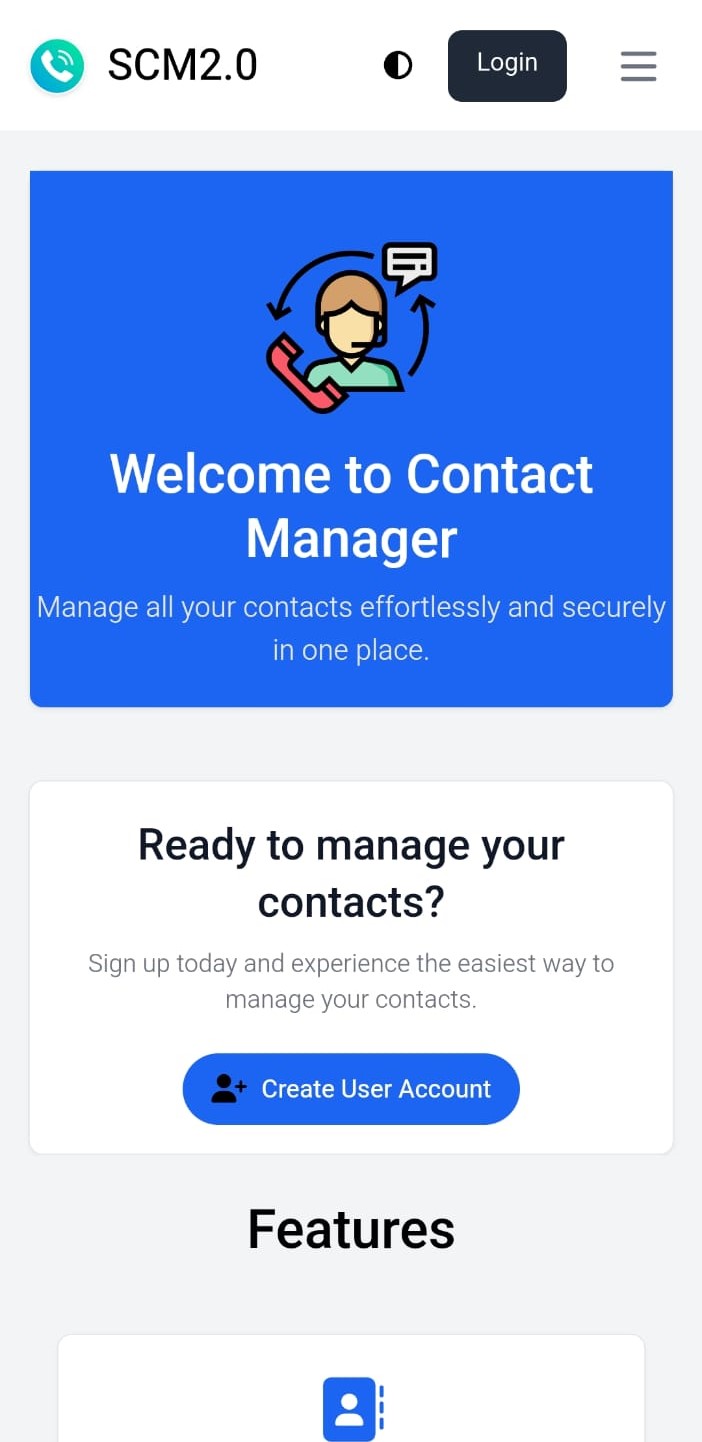 SCM2.0
Login
Welcome to Contact
Manager
Manage all your contacts effortlessly and securely
in one place.
Ready to manage your
contacts?
Sign up today and experience the easiest way to
manage your contacts.
Create User Account
Features